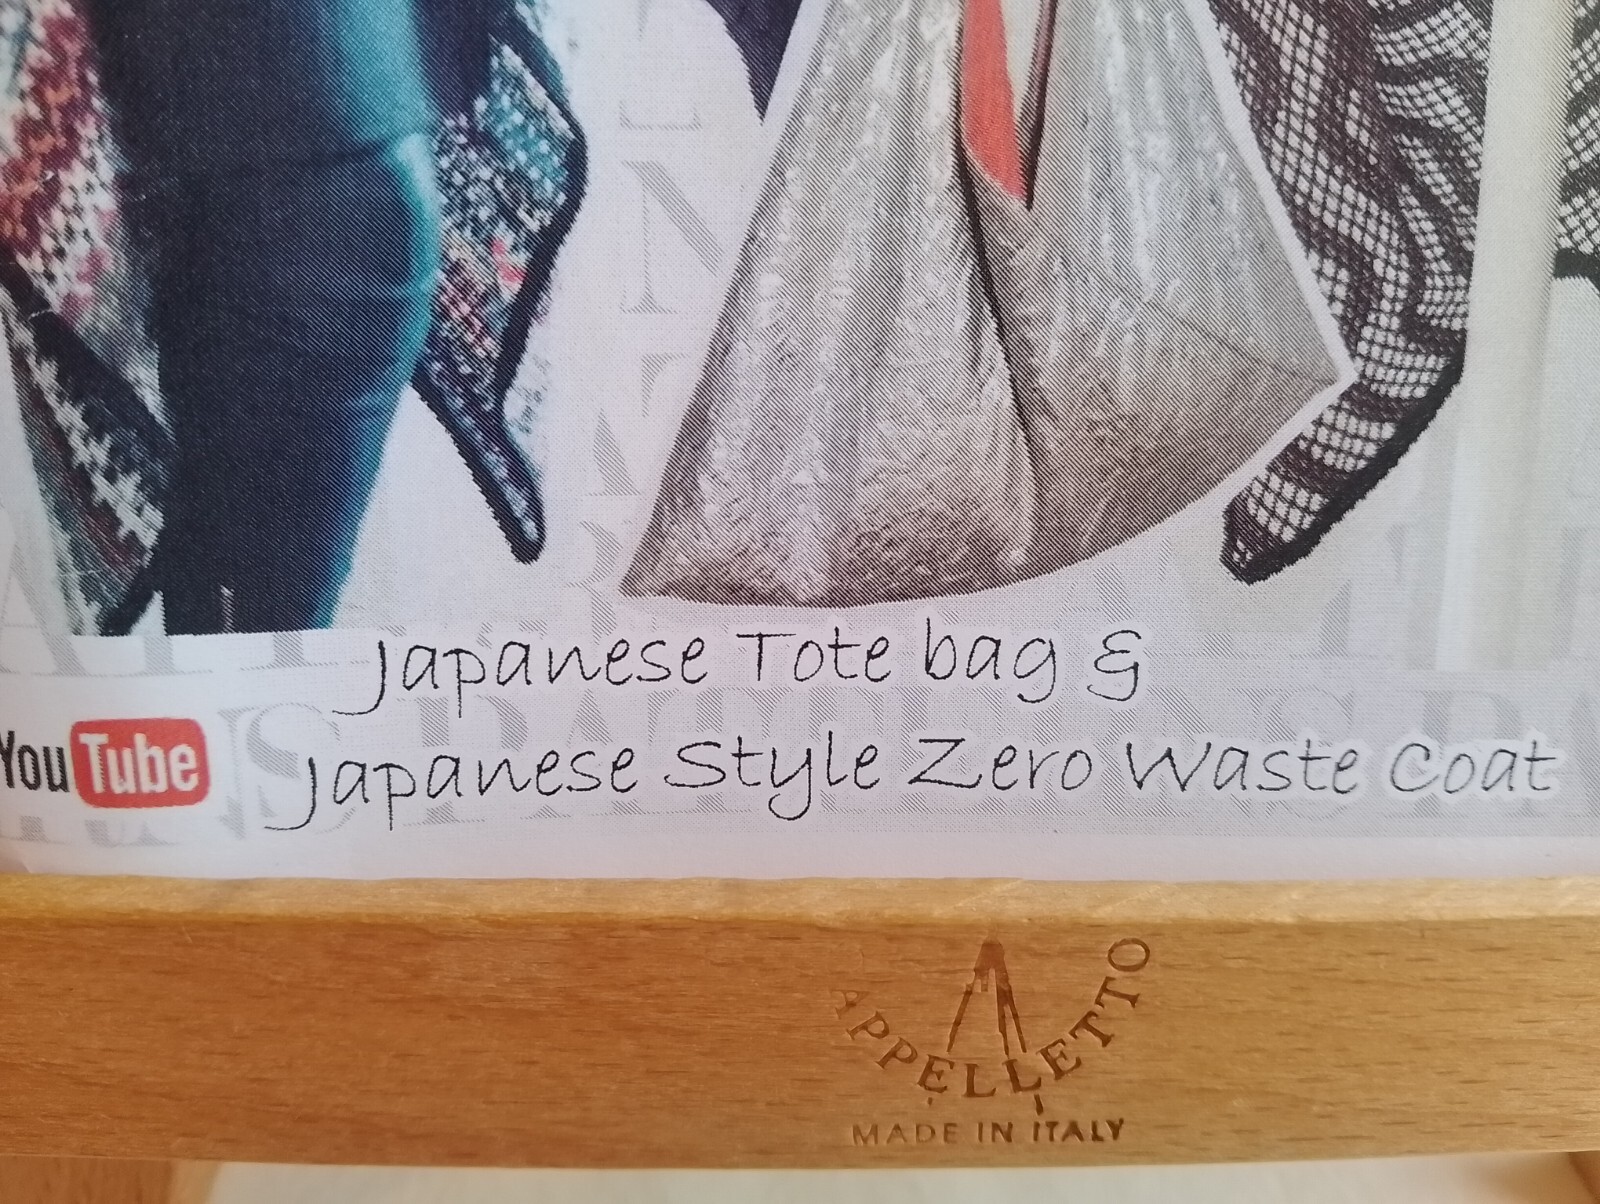 Japanese Tote bag &
YouTube
Japanese Style Zero Waste Coat
APPELLETTO
MADE IN ITALY